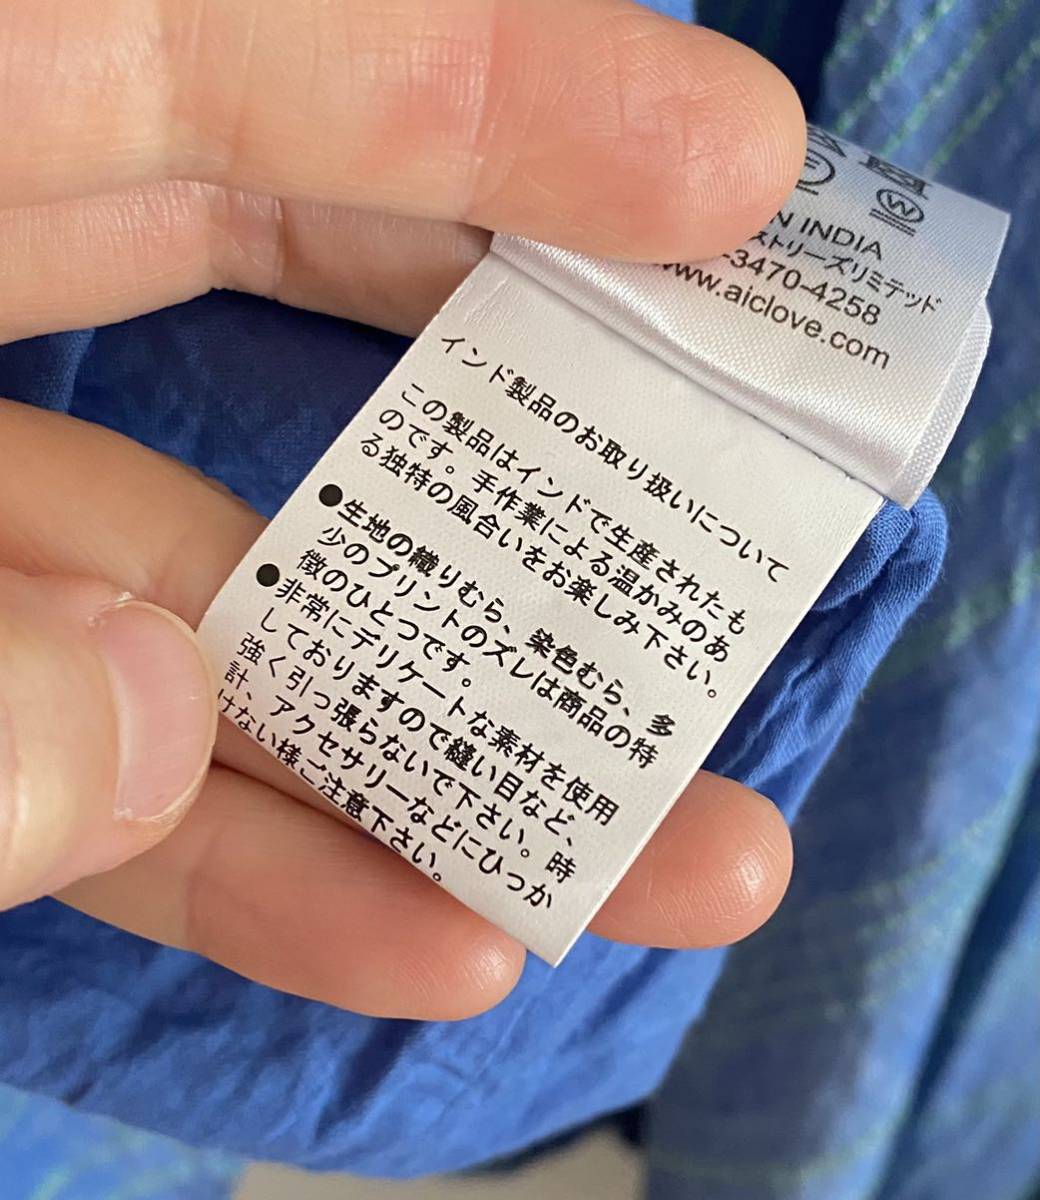 F
W
N INDIA
ストリーズリミテッド
-3470-4258
www.aiclove.com
インド製品のお取り扱いについて
この製品はインドで生産されたも
のです。手作業による温かみのあ
る独特の風合いをお楽しみ下さい。
●生地の織りむら、染色むら、多
少のプリントのズレは商品の特
徴のひとつです。
●非常にデリケートな素材を使用
しておりますので縫い目など、
強く引っ張らないで下さい。時
計、アクセサリーなどにひっか
けない様ご注意下さい。